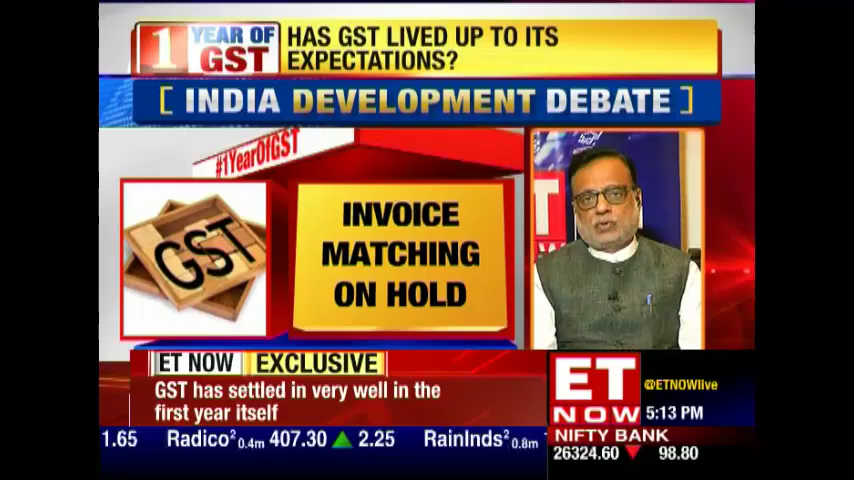 1 YEAR OF GST
HAS GST LIVED UP TO ITS
EXPECTATIONS?
[ INDIA DEVELOPMENT DEBATE ]
#1YearOfGST
GST
INVOICE
MATCHING
ON HOLD
ET NOW EXCLUSIVE
GST has settled in very well in the
first year itself
ET
NOW
@ETNOWlive
5:13 PM
1.65 Radico² 0.4m 407.30 ▲ 2.25 RainInds² 0.8m
NIFTY BANK
26324.60 ▼ 98.80